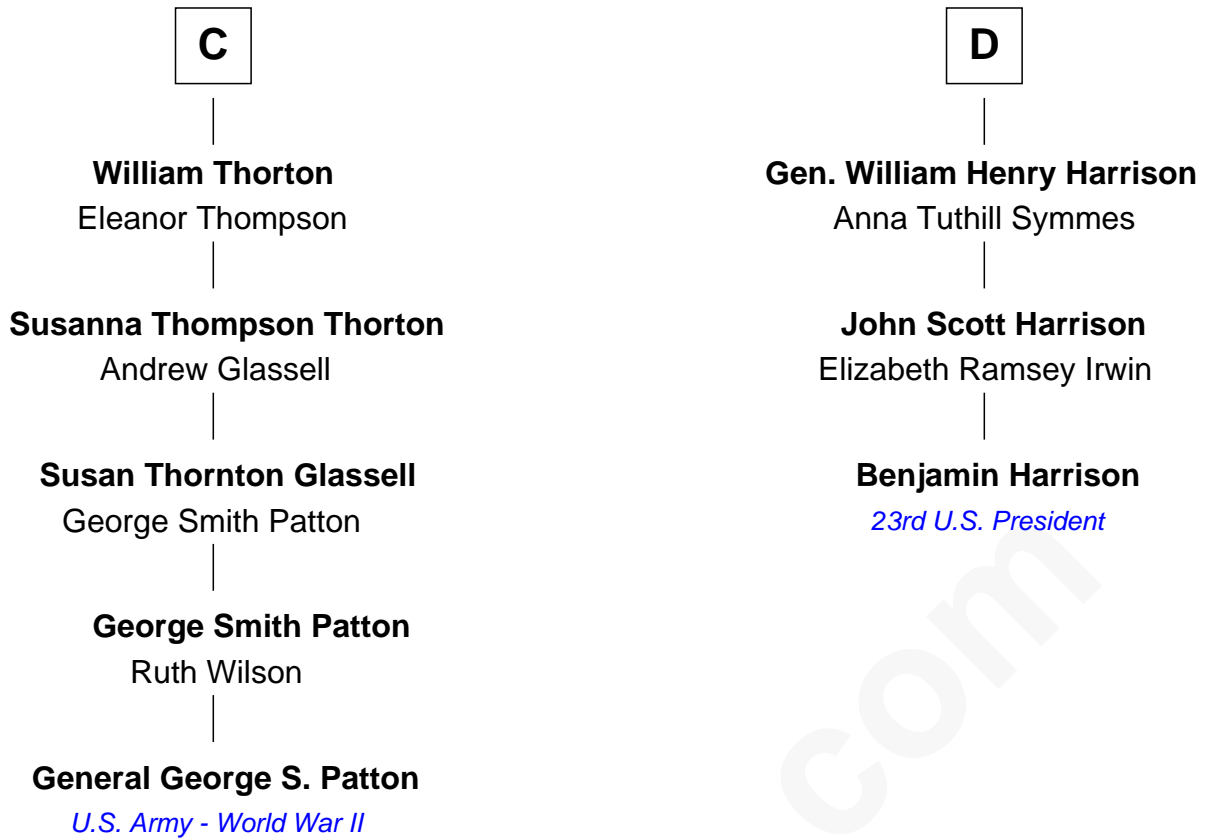 C
William Thorton
Eleanor Thompson
Susanna Thompson Thorton
Andrew Glassell
Susan Thornton Glassell
George Smith Patton
George Smith Patton
Ruth Wilson
General George S. Patton
U.S. Army - World War II
D
Gen. William Henry Harrison
Anna Tuthill Symmes
John Scott Harrison
Elizabeth Ramsey Irwin
Benjamin Harrison
23rd U.S. President
com